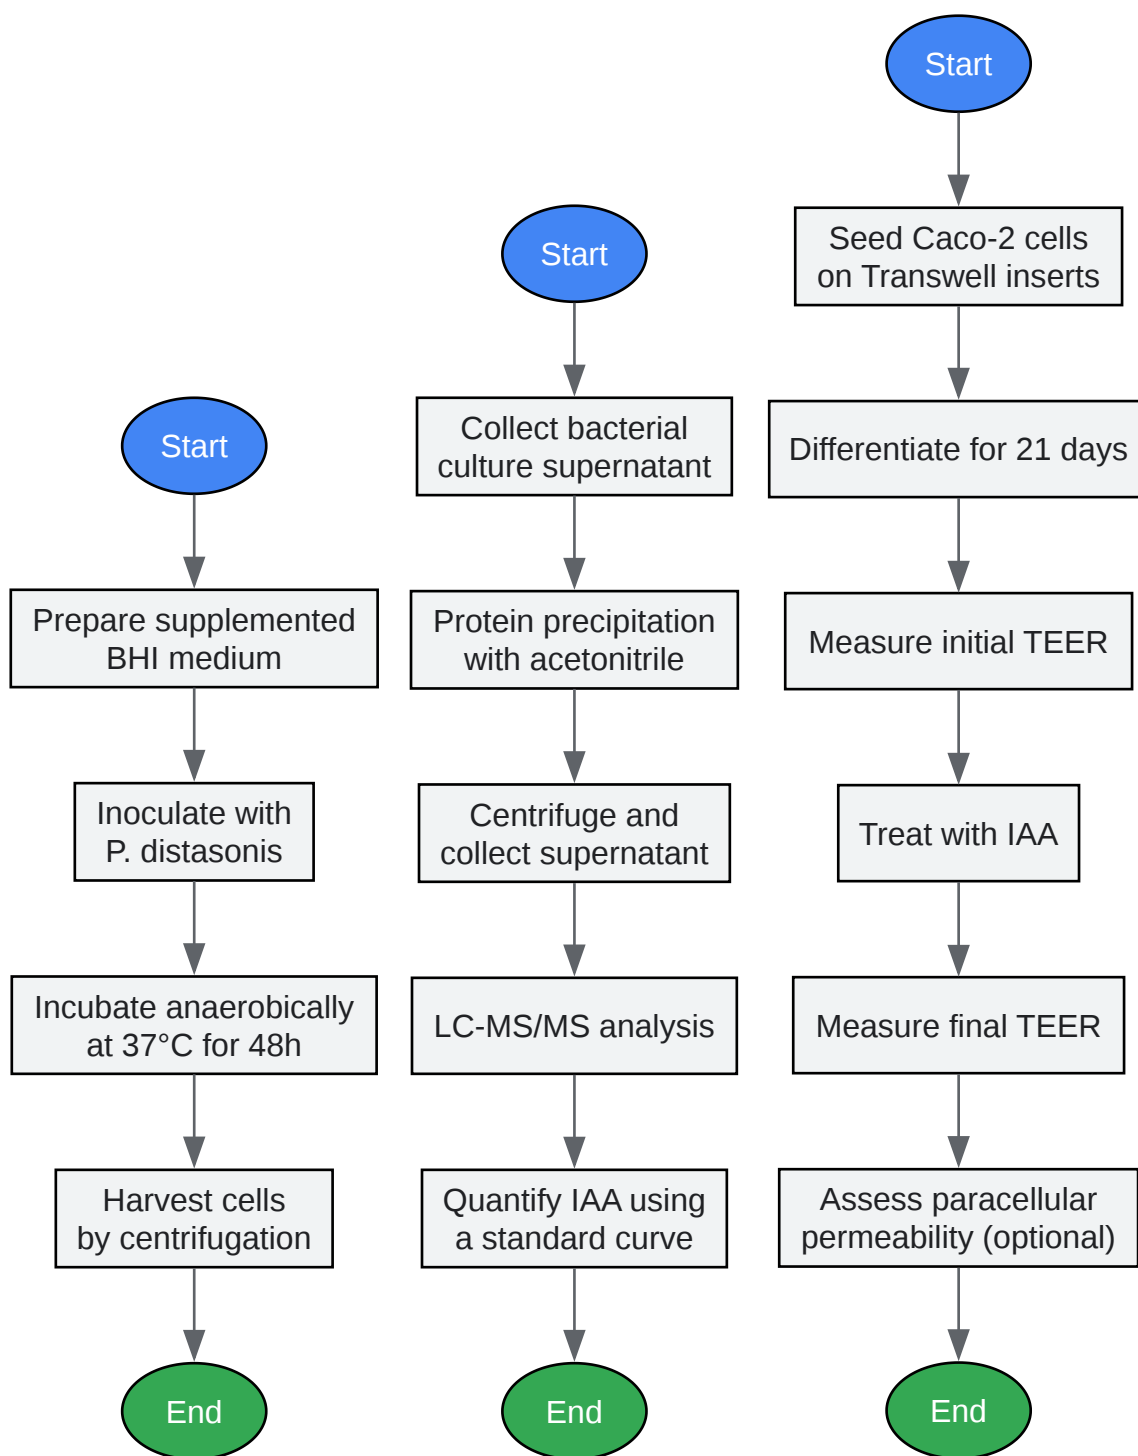 Start
Prepare supplemented
BHI medium
Inoculate with
P. distasonis
Incubate anaerobically
at 37°C for 48h
Harvest cells
by centrifugation
End
Start
Collect bacterial
culture supernatant
Protein precipitation
with acetonitrile
Centrifuge and
collect supernatant
LC-MS/MS analysis
Quantify IAA using
a standard curve
End
Start
Seed Caco-2 cells
on Transwell inserts
Differentiate for 21 days
Measure initial TEER
Treat with IAA
Measure final TEER
Assess paracellular
permeability (optional)
End